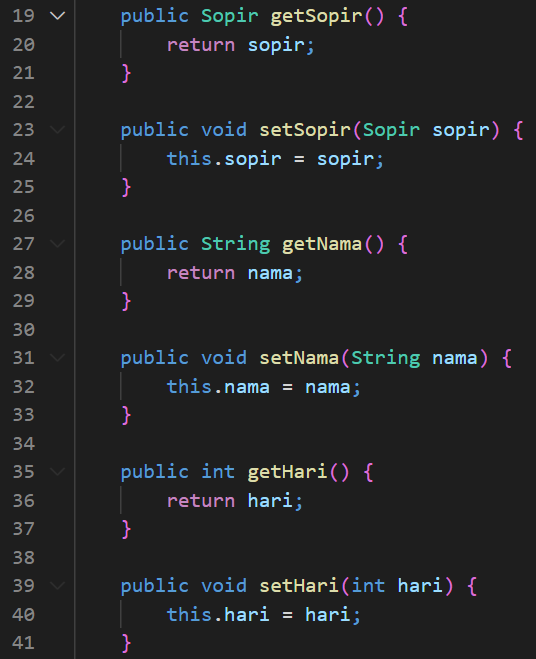 19 public Sopir getSopir() {
20 return sopir;
21 }
22
23 public void setSopir(Sopir sopir) {
24 this.sopir = sopir;
25 }
26
27 public String getNama() {
28 return nama;
29 }
30
31 public void setNama(String nama) {
32 this.nama = nama;
33 }
34
35 public int getHari() {
36 return hari;
37 }
38
39 public void setHari(int hari) {
40 this.hari = hari;
41 }